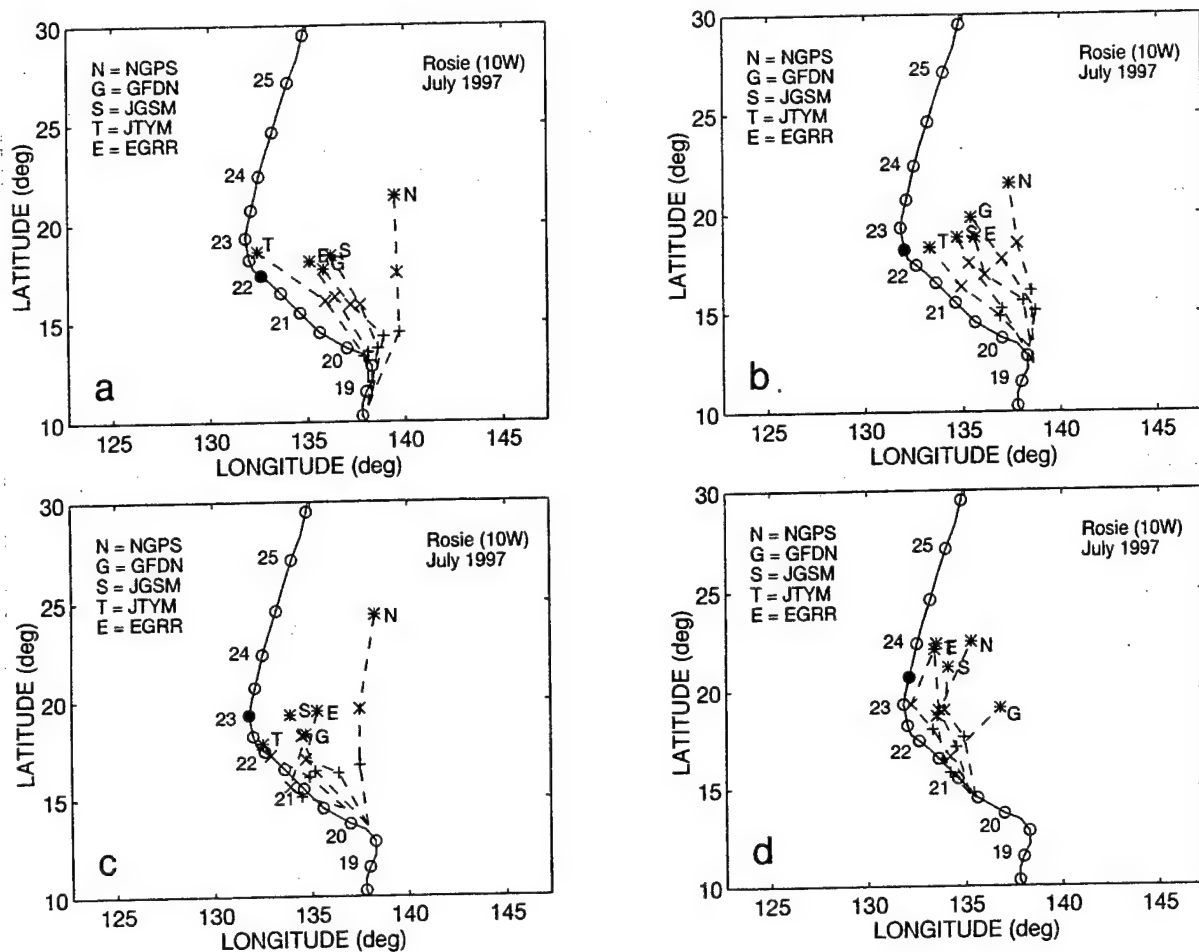 30
25
20
15
10
LATITUDE (deg)
N = NGPS
G = GFDN
S = JGSM
T = JTYM
E = EGRR
Rosie (10W)
July 1997
25
24
23
22
21
20
19
N
T
E
S
G
a
125
130
135
140
145
LONGITUDE (deg)
30
25
20
15
10
LATITUDE (deg)
N = NGPS
G = GFDN
S = JGSM
T = JTYM
E = EGRR
Rosie (10W)
July 1997
25
24
23
22
21
20
19
N
G
T
S
E
b
125
130
135
140
145
LONGITUDE (deg)
30
25
20
15
10
LATITUDE (deg)
N = NGPS
G = GFDN
S = JGSM
T = JTYM
E = EGRR
Rosie (10W)
July 1997
25
24
23
22
21
20
19
N
S
E
T
G
c
125
130
135
140
145
LONGITUDE (deg)
30
25
20
15
10
LATITUDE (deg)
N = NGPS
G = GFDN
S = JGSM
T = JTYM
E = EGRR
Rosie (10W)
July 1997
25
24
23
22
21
20
19
E
N
S
G
d
125
130
135
140
145
LONGITUDE (deg)